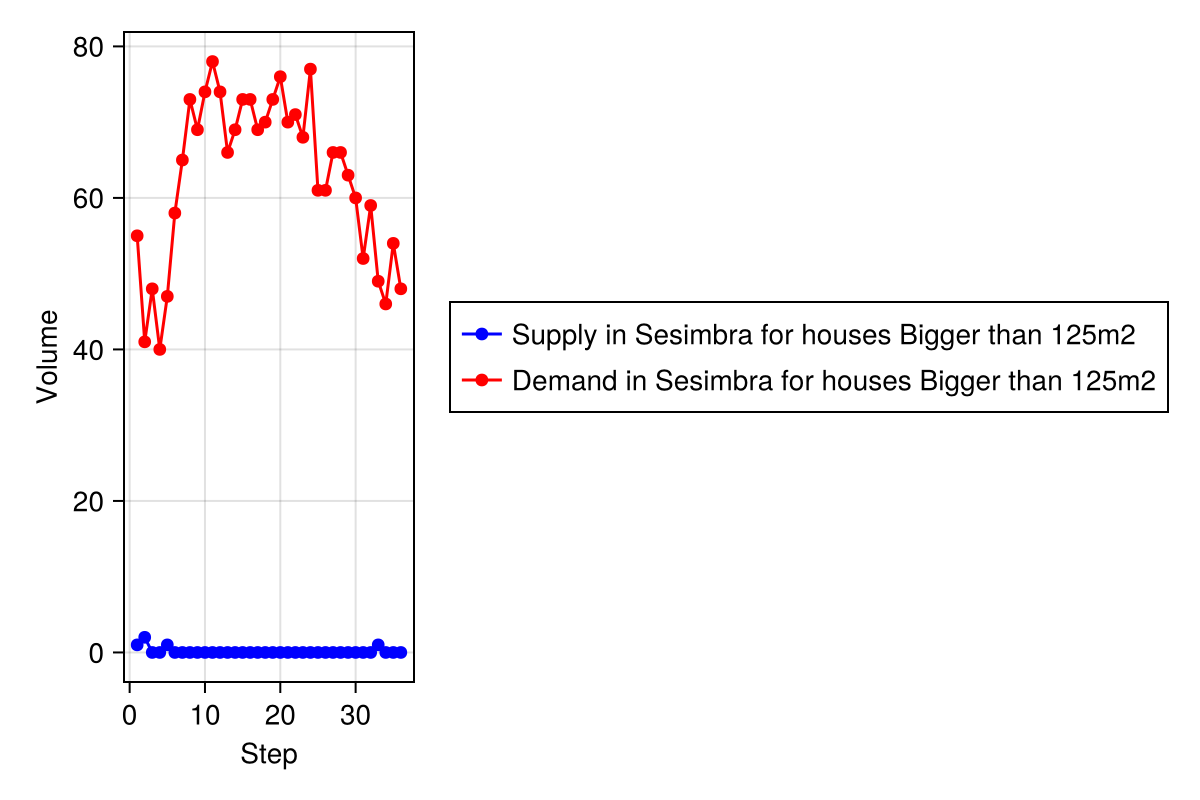 80
60
40
20
0
Volume
0 10 20 30
Step
Supply in Sesimbra for houses Bigger than 125m2
Demand in Sesimbra for houses Bigger than 125m2